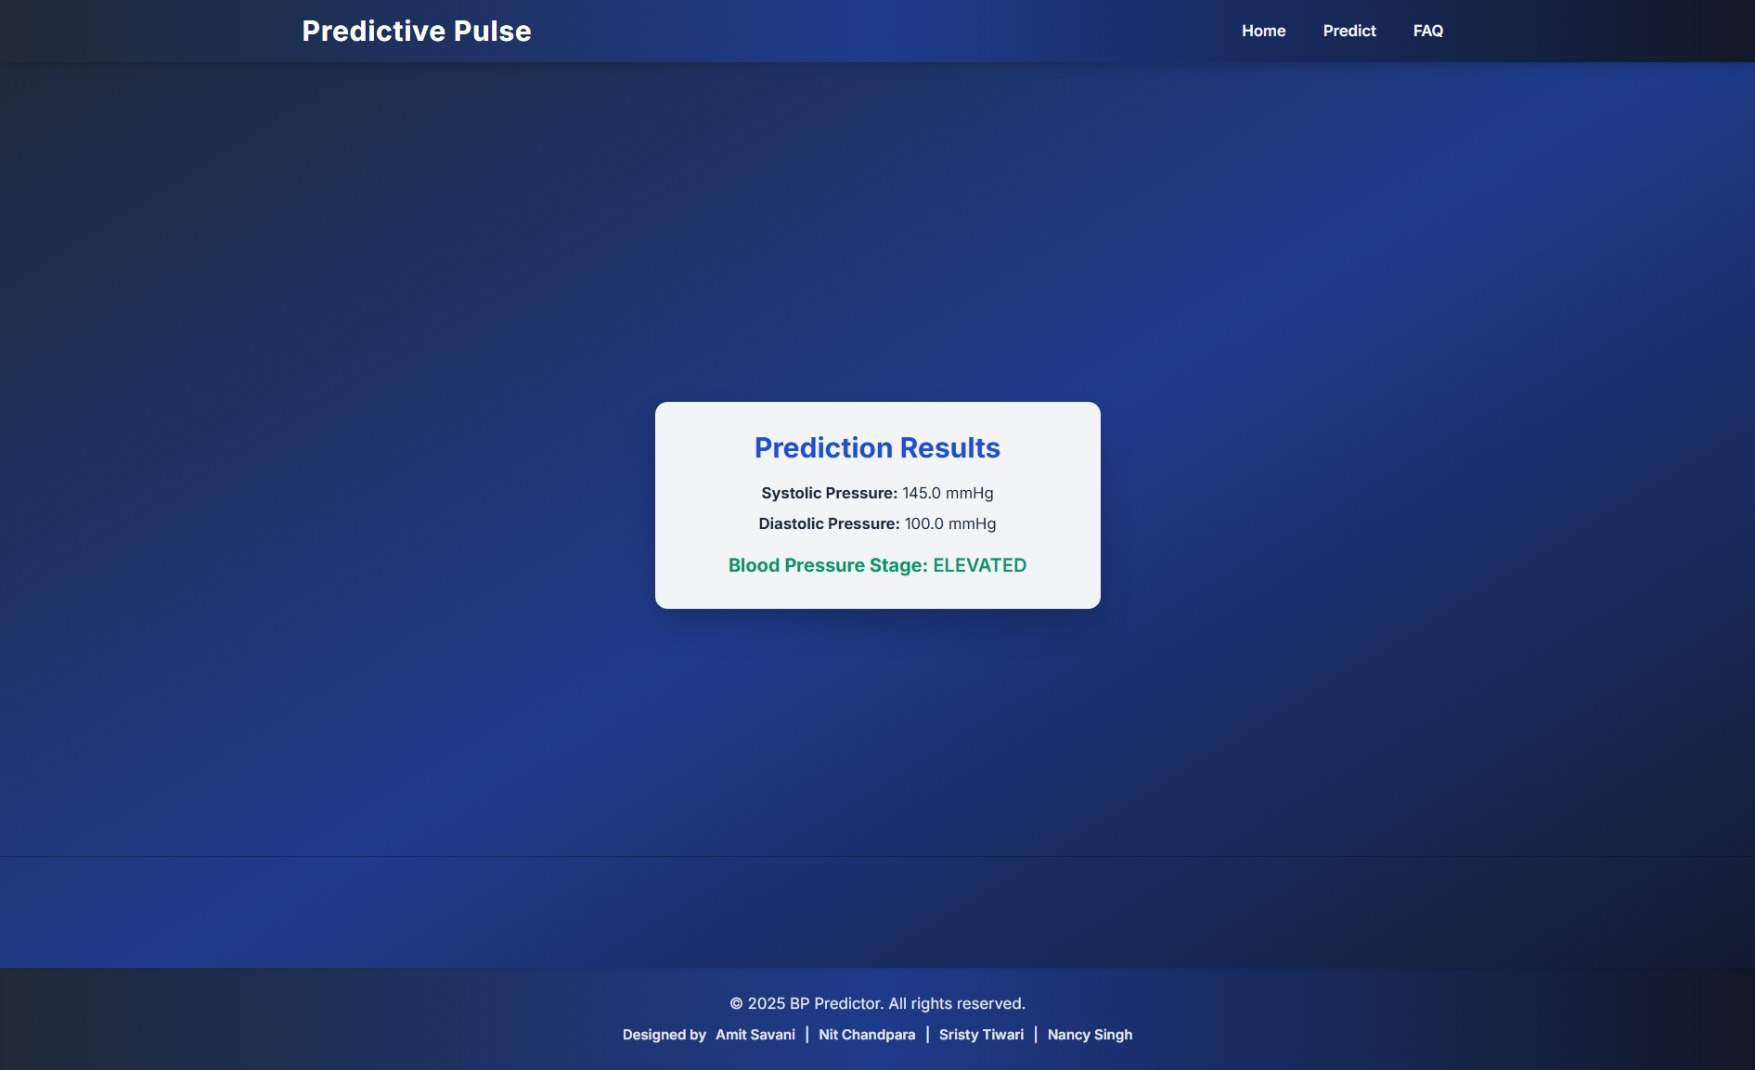 Predictive Pulse
Home Predict FAQ
Prediction Results
Systolic Pressure: 145.0 mmHg
Diastolic Pressure: 100.0 mmHg
Blood Pressure Stage: ELEVATED
© 2025 BP Predictor. All rights reserved.
Designed by Amit Savani | Nit Chandpara | Sristy Tiwari | Nancy Singh